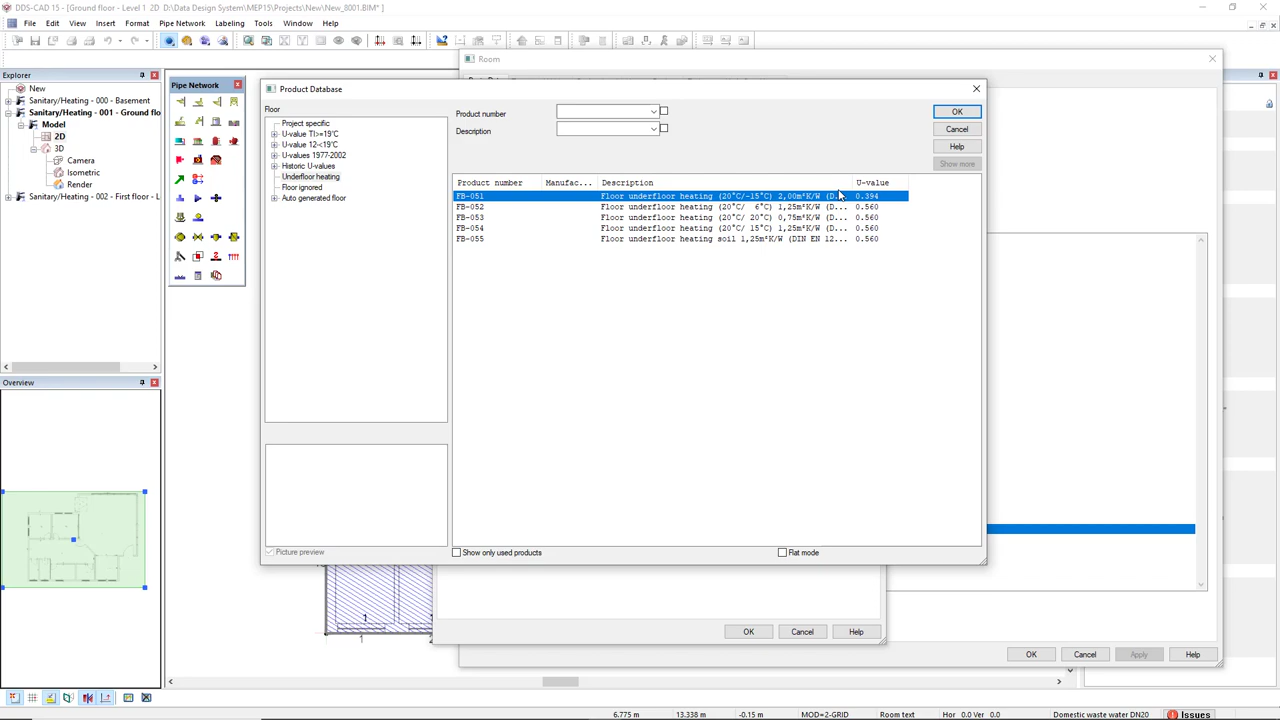 DDS-CAD 15 - [Ground floor - Level 1  2D  D:\Data Design System\MEP15\Projects\New\New_8001.BIM* ]
File Edit View Insert Format Pipe Network Labeling Tools Window Help
Explorer
New
Sanitary/Heating - 000 - Basement
Sanitary/Heating - 001 - Ground flo
Model
2D
3D
Camera
Isometric
Render
Sanitary/Heating - 002 - First floor - L
Pipe Network
Room
Product Database
Floor
Project specific
U-value TI>=19°C
U-value 12-<19°C
U-values 1977-2002
Historic U-values
Underfloor heating
Floor ignored
Auto generated floor
Product number
Description
OK
Cancel
Help
Show more
Product number Manufac... Description U-value
FB-051 Floor underfloor heating (20°C/-15°C) 2,00m²K/W (D... 0.394
FB-052 Floor underfloor heating (20°C/ 6°C) 1,25m²K/W (D... 0.560
FB-053 Floor underfloor heating (20°C/ 20°C) 0,75m²K/W (D... 0.560
FB-054 Floor underfloor heating (20°C/ 15°C) 1,25m²K/W (D... 0.560
FB-055 Floor underfloor heating soil 1,25m²K/W (DIN EN 12... 0.560
Picture preview
Show only used products
Flat mode
Overview
1
1
OK Cancel Help
OK Cancel Apply Help
6.775 m 13.338 m -0.15 m MOD=2-GRID Room text Hor 0.0 Ver 0.0 Domestic waste water DN20 Issues